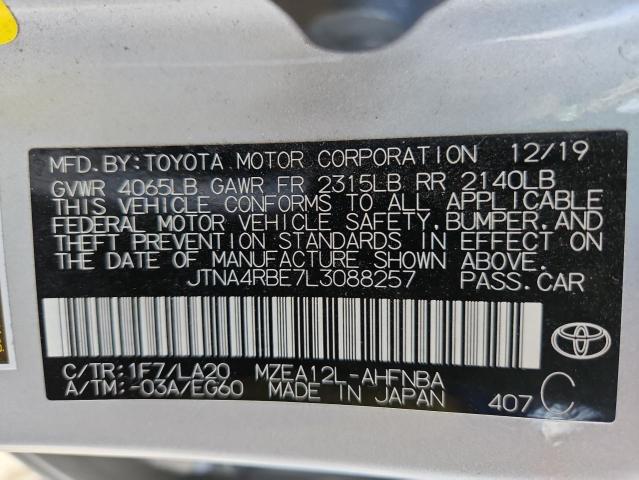 MFD.BY:TOYOTA MOTOR CORPORATION 12/19
GVWR 4065LB GAWR FR 2315LB RR 2140LB
THIS VEHICLE CONFORMS TO ALL APPLICABLE
FEDERAL MOTOR VEHICLE SAFETY,BUMPER,AND
THEFT PREVENTION STANDARDS IN EFFECT ON
THE DATE OF MANUFACTURE SHOWN ABOVE.
JTNA4RBE7L3088257 PASS.CAR
C/TR:1F7/LA20 MZEA12L-AHFNBA
A/TM:-03A/EG60 MADE IN JAPAN 407 C